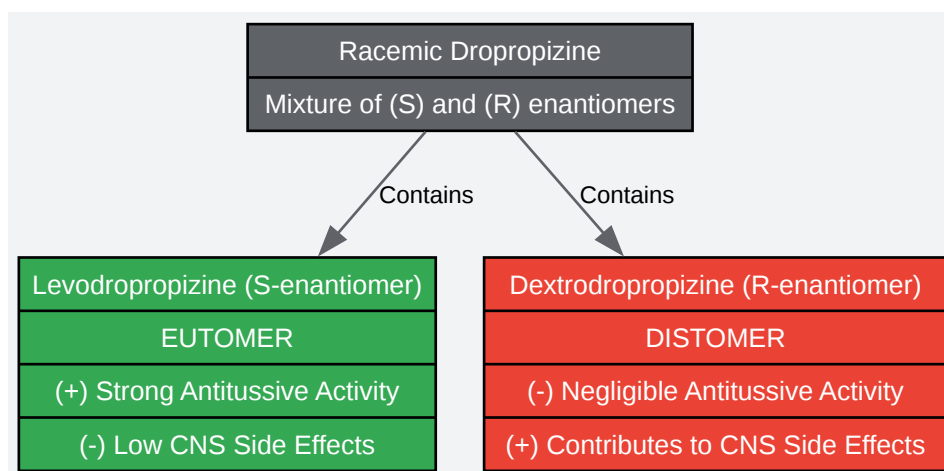 Racemic Dropropizine
Mixture of (S) and (R) enantiomers
Contains
Contains
Levodropropizine (S-enantiomer)
EUTOMER
(+) Strong Antitussive Activity
(-) Low CNS Side Effects
Dextrodropropizine (R-enantiomer)
DISTOMER
(-) Negligible Antitussive Activity
(+) Contributes to CNS Side Effects